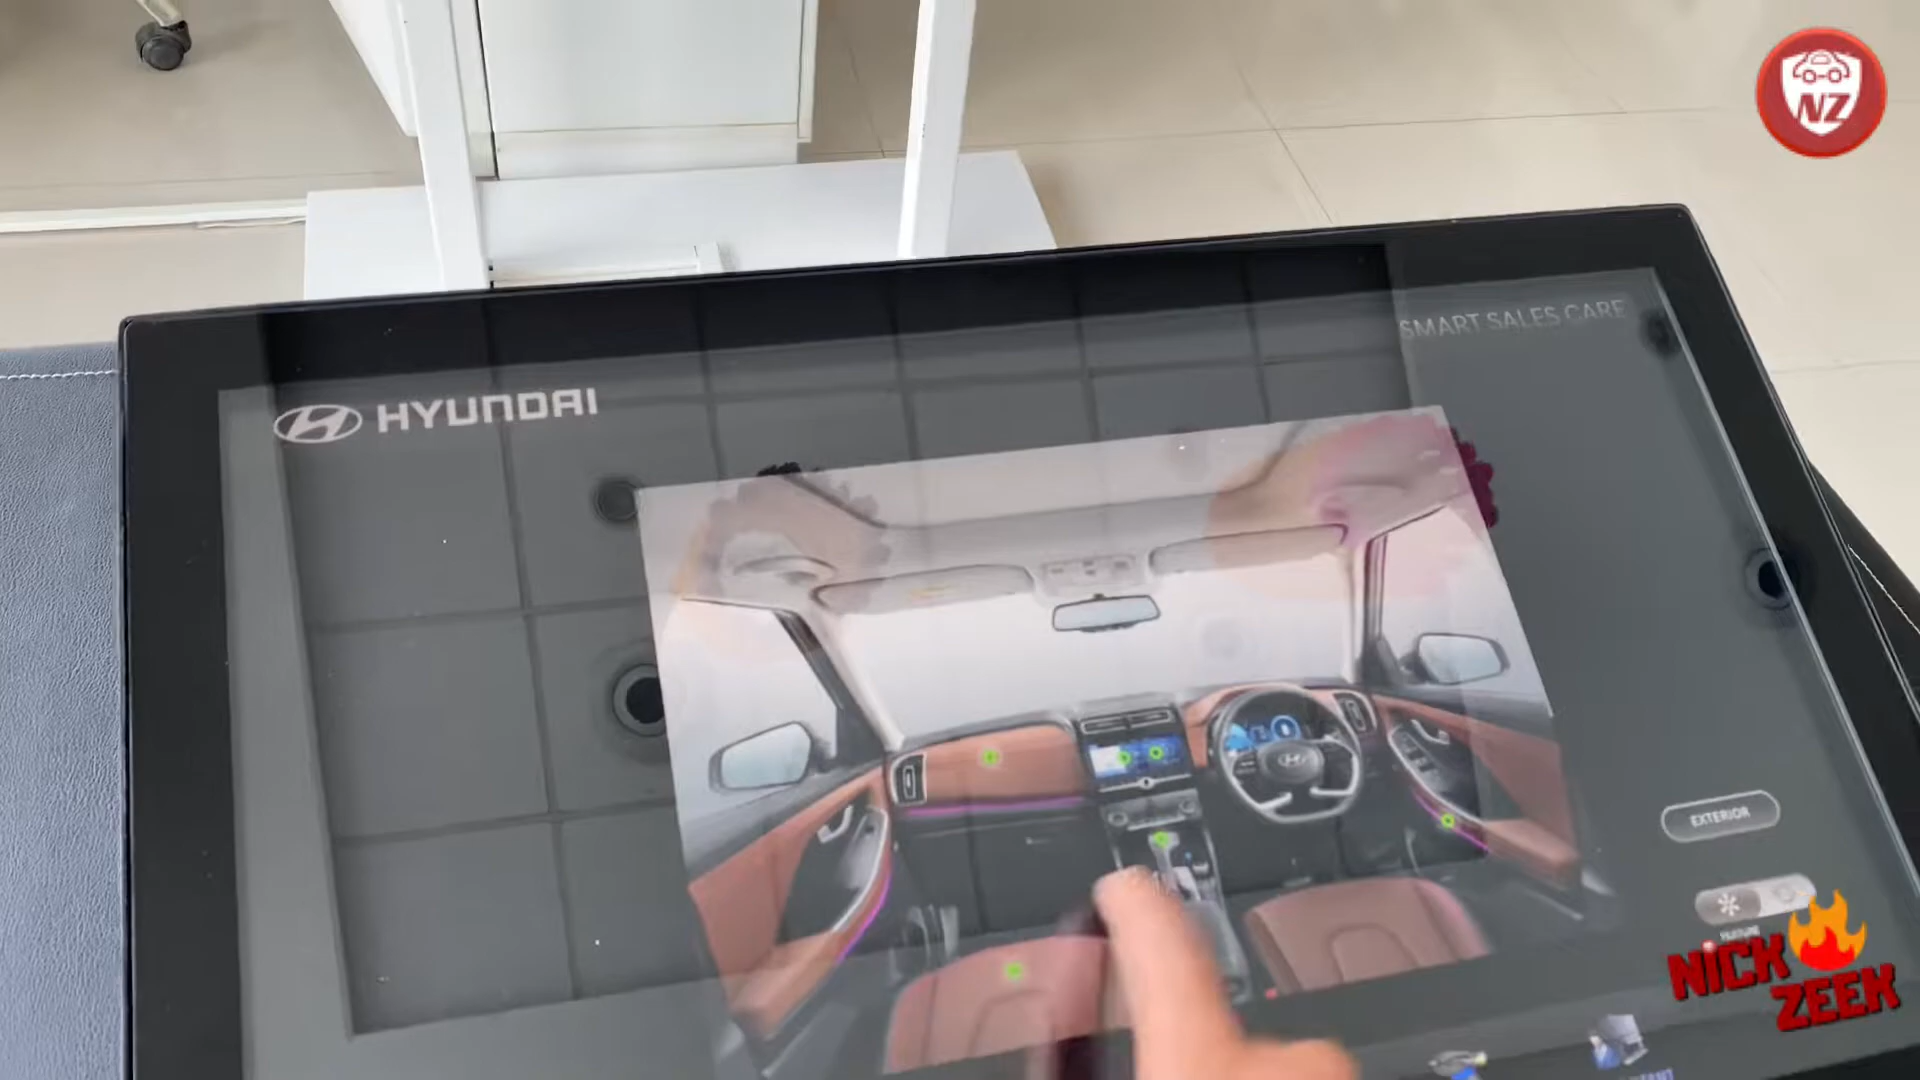 NZ
SMART SALES CARE
HYUNDAI
EXTERIOR
NICK
ZEEK